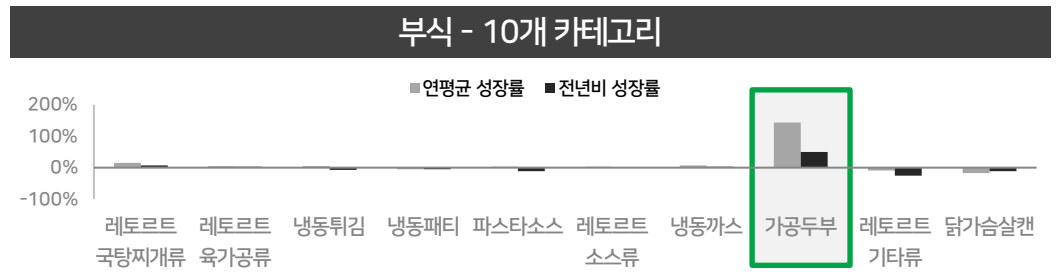 부식 - 10개 카테고리
연평균 성장률 전년비 성장률
200%
100%
0%
-100%
레토르트 레토르트 냉동튀김 냉동패티 파스타소스 레토르트 냉동까스 가공두부 레토르트 닭가슴살캔
국탕찌개류 육가공류 소스류 기타류